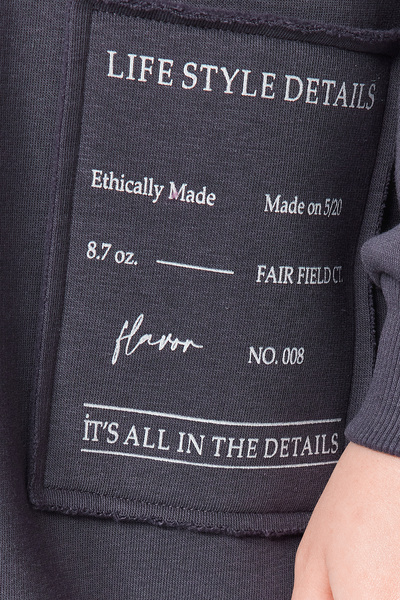 LIFE STYLE DETAILS
Ethically Made Made on 5/20
8.7 oz. FAIR FIELD CT.
flavor NO. 008
IT'S ALL IN THE DETAILS